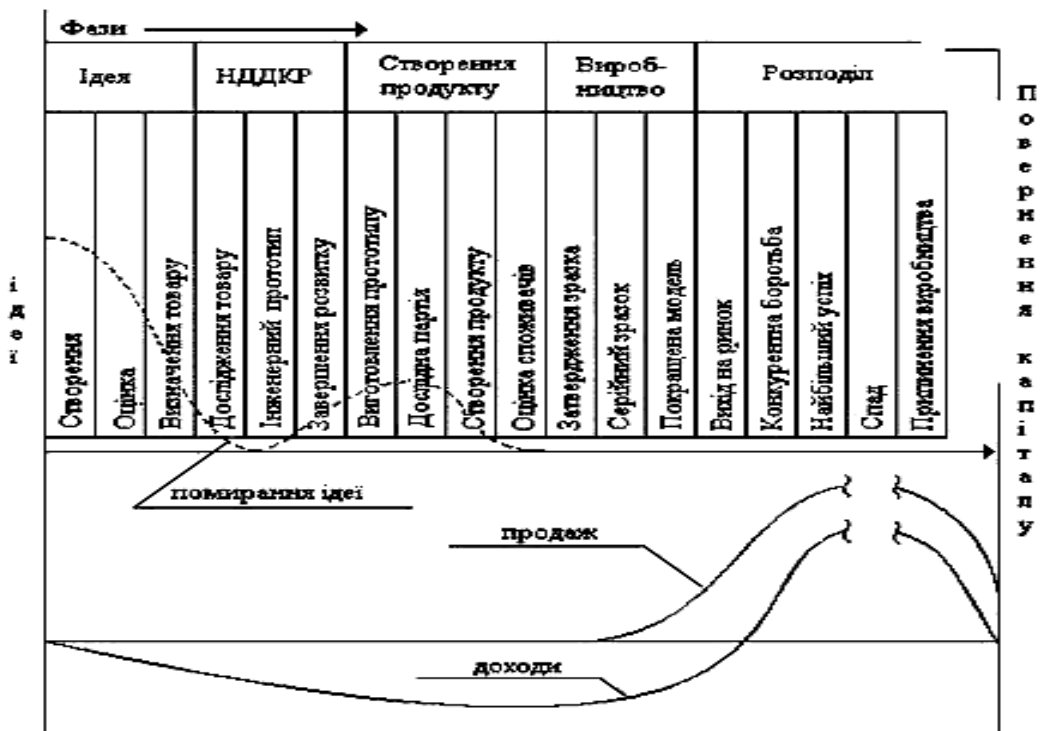 Фази
Ідея
НДДКР
Створення
продукту
Вироб-
ництво
Розподіл
Створення
Оцінка
Визначення товару
Дослідження товару
Інженерний прототип
Завершення розвитку
Виготовлення прототипу
Дослідна партія
Створення продукту
Оцінка споживачів
Затвердження зразка
Серійний зразок
Покращена модель
Вихід на ринок
Конкурентна боротьба
Найбільший успіх
Спад
Припинення виробництва
ідеї
Повернення капіталу
помирання ідеї
продаж
доходи